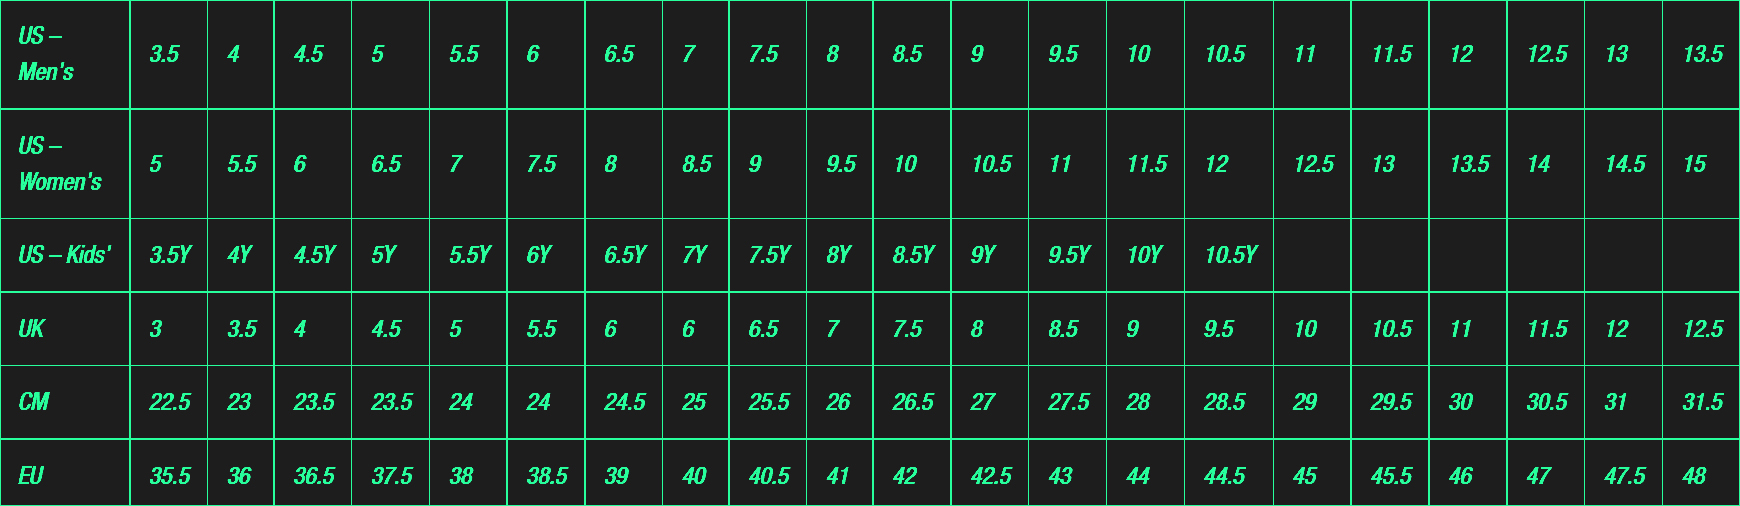 US – Men's 3.5 4 4.5 5 5.5 6 6.5 7 7.5 8 8.5 9 9.5 10 10.5 11 11.5 12 12.5 13 13.5
US – Women's 5 5.5 6 6.5 7 7.5 8 8.5 9 9.5 10 10.5 11 11.5 12 12.5 13 13.5 14 14.5 15
US – Kids' 3.5Y 4Y 4.5Y 5Y 5.5Y 6Y 6.5Y 7Y 7.5Y 8Y 8.5Y 9Y 9.5Y 10Y 10.5Y
UK 3 3.5 4 4.5 5 5.5 6 6 6.5 7 7.5 8 8.5 9 9.5 10 10.5 11 11.5 12 12.5
CM 22.5 23 23.5 23.5 24 24 24.5 25 25.5 26 26.5 27 27.5 28 28.5 29 29.5 30 30.5 31 31.5
EU 35.5 36 36.5 37.5 38 38.5 39 40 40.5 41 42 42.5 43 44 44.5 45 45.5 46 47 47.5 48